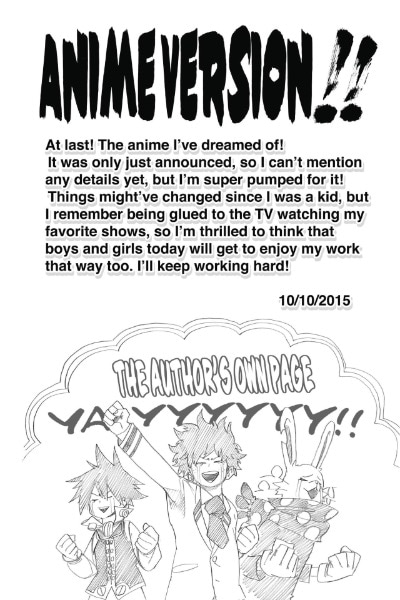 ANIME VERSION!!
At last! The anime I've dreamed of!
It was only just announced, so I can't mention
any details yet, but I'm super pumped for it!
Things might've changed since I was a kid, but
I remember being glued to the TV watching my
favorite shows, so I'm thrilled to think that
boys and girls today will get to enjoy my work
that way too. I'll keep working hard!
10/10/2015
THE AUTHOR'S OWN PAGE
YAYYYYYYY!!